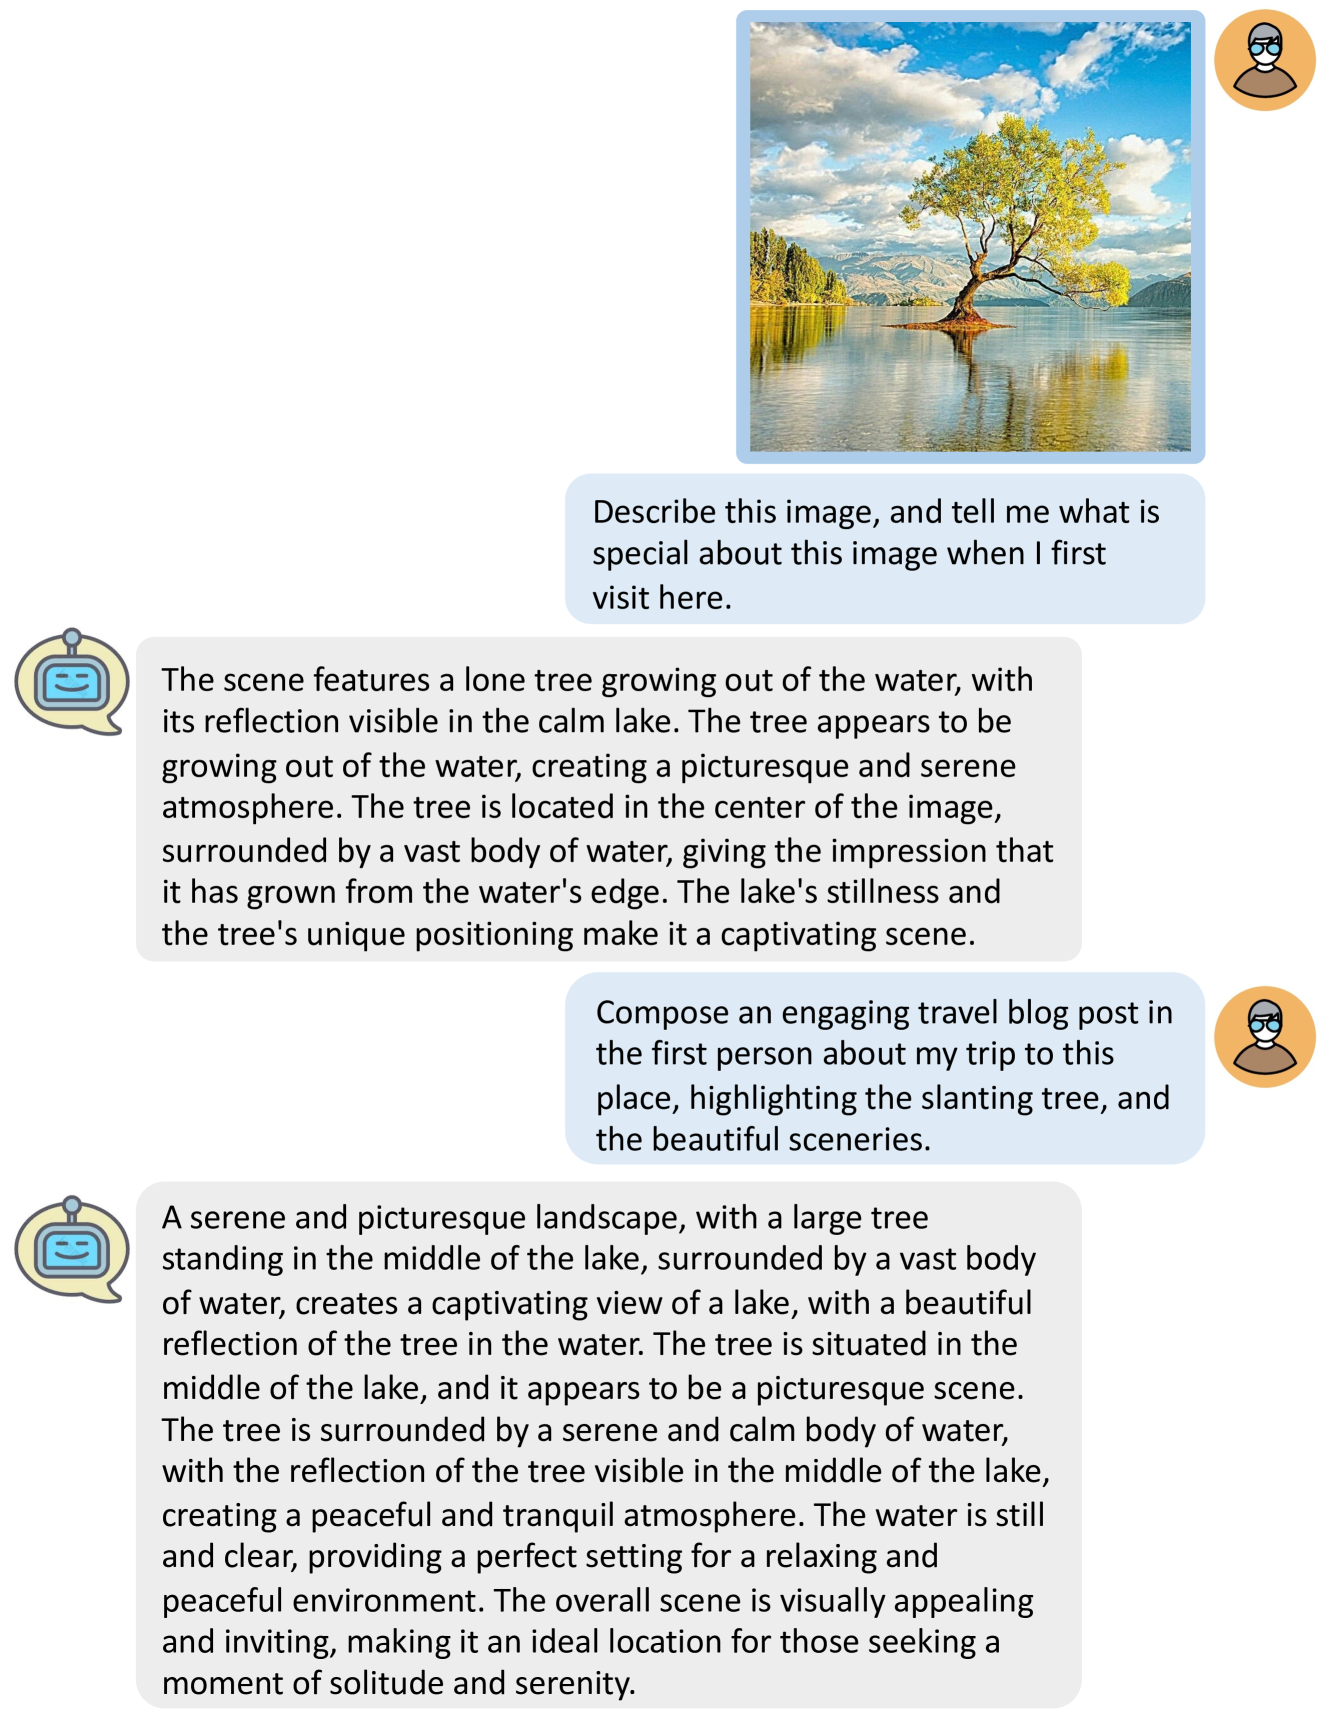 Describe this image, and tell me what is
special about this image when I first
visit here.
The scene features a lone tree growing out of the water, with
its reflection visible in the calm lake. The tree appears to be
growing out of the water, creating a picturesque and serene
atmosphere. The tree is located in the center of the image,
surrounded by a vast body of water, giving the impression that
it has grown from the water's edge. The lake's stillness and
the tree's unique positioning make it a captivating scene.
Compose an engaging travel blog post in
the first person about my trip to this
place, highlighting the slanting tree, and
the beautiful sceneries.
A serene and picturesque landscape, with a large tree
standing in the middle of the lake, surrounded by a vast body
of water, creates a captivating view of a lake, with a beautiful
reflection of the tree in the water. The tree is situated in the
middle of the lake, and it appears to be a picturesque scene.
The tree is surrounded by a serene and calm body of water,
with the reflection of the tree visible in the middle of the lake,
creating a peaceful and tranquil atmosphere. The water is still
and clear, providing a perfect setting for a relaxing and
peaceful environment. The overall scene is visually appealing
and inviting, making it an ideal location for those seeking a
moment of solitude and serenity.